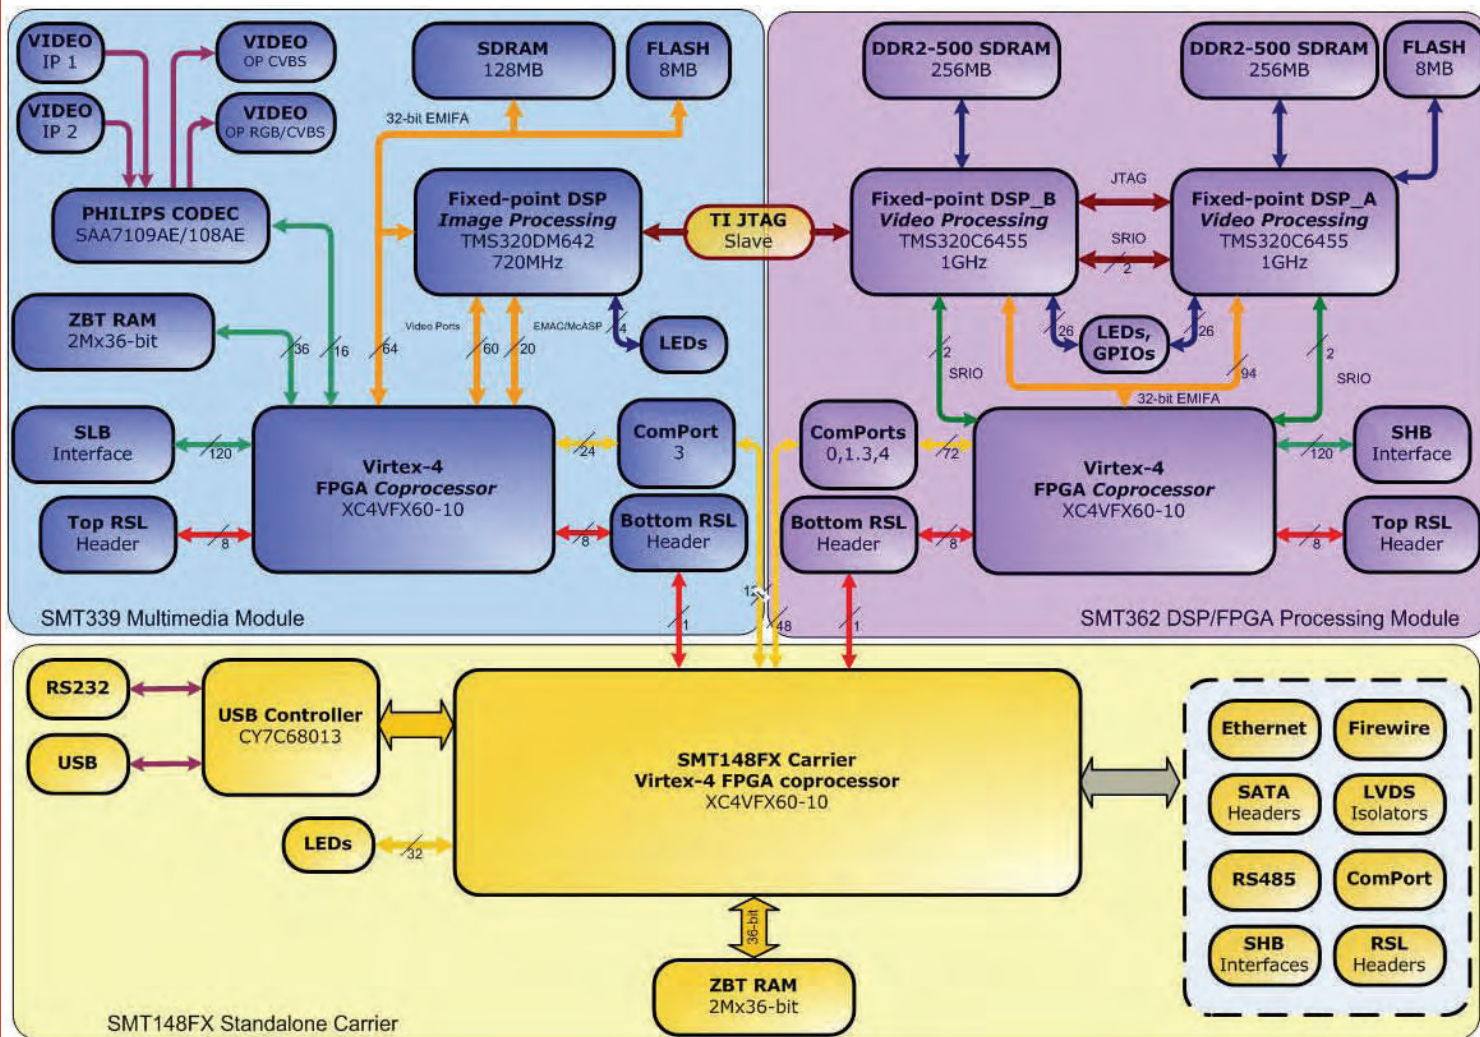 VIDEO
IP 1
VIDEO
OP CVBS
VIDEO
IP 2
VIDEO
OP RGB/CVBS
SDRAM
128MB
FLASH
8MB
32-bit EMIFA
PHILIPS CODEC
SAA7109AE/108AE
Fixed-point DSP
Image Processing
TMS320DM642
720MHz
TI JTAG
Slave
ZBT RAM
2Mx36-bit
36
16
64
Video Ports
60
EMAC/McASP
20
4
LEDs
SLB
Interface
120
Virtex-4
FPGA Coprocessor
XC4VFX60-10
24
ComPort
3
Top RSL
Header
8
8
Bottom RSL
Header
1
12
SMT339 Multimedia Module
DDR2-500 SDRAM
256MB
DDR2-500 SDRAM
256MB
FLASH
8MB
Fixed-point DSP_B
Video Processing
TMS320C6455
1GHz
JTAG
SRIO
2
Fixed-point DSP_A
Video Processing
TMS320C6455
1GHz
26
LEDs,
GPIOs
26
2
SRIO
94
2
SRIO
32-bit EMIFA
ComPorts
0,1.3,4
72
Virtex-4
FPGA Coprocessor
XC4VFX60-10
120
SHB
Interface
Bottom RSL
Header
8
8
Top RSL
Header
48
1
SMT362 DSP/FPGA Processing Module
RS232
USB
USB Controller
CY7C68013
LEDs
32
SMT148FX Carrier
Virtex-4 FPGA coprocessor
XC4VFX60-10
36-bit
ZBT RAM
2Mx36-bit
Ethernet
Firewire
SATA
Headers
LVDS
Isolators
RS485
ComPort
SHB
Interfaces
RSL
Headers
SMT148FX Standalone Carrier